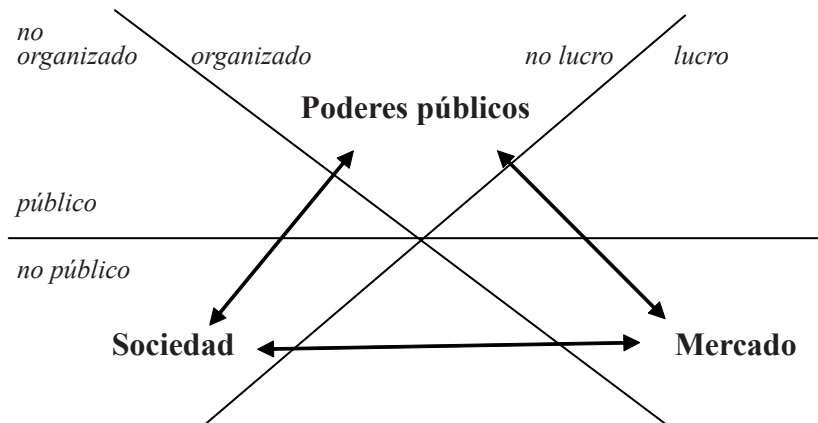 no
organizado
organizado
no lucro
lucro
Poderes públicos
público
no público
Sociedad
Mercado